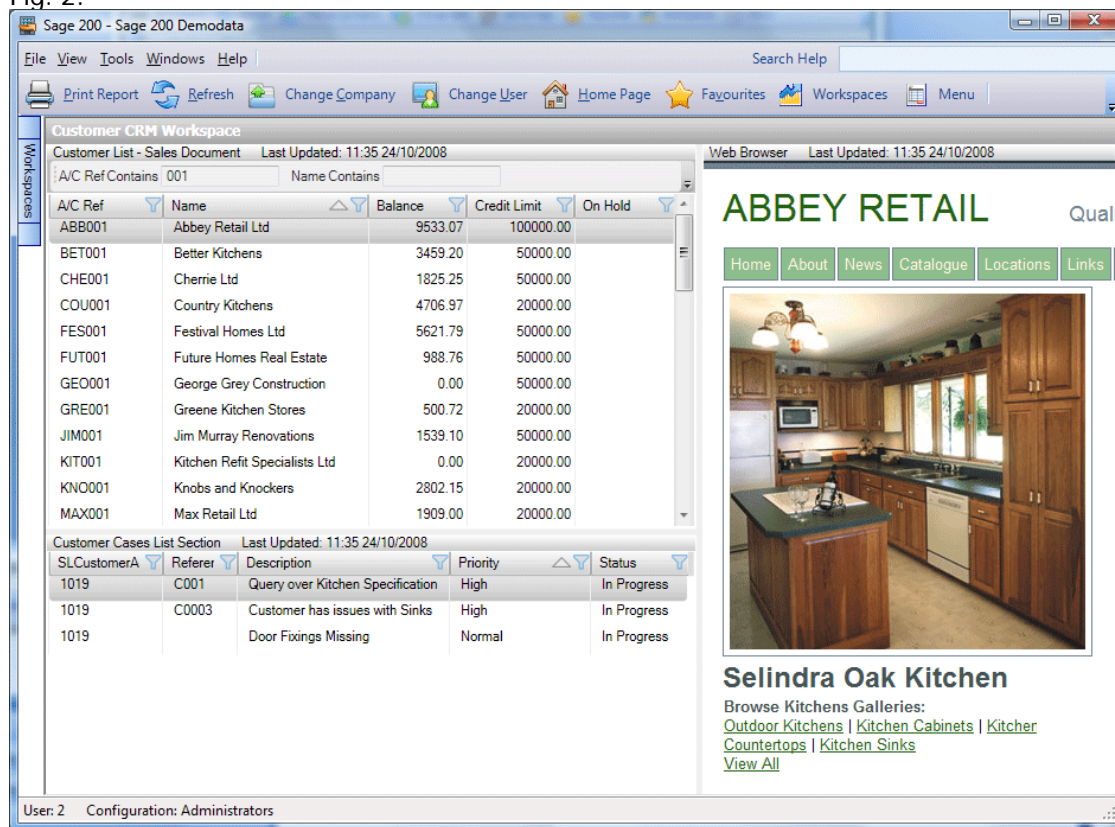 Fig. 2.
Sage 200 - Sage 200 Demodata
File View Tools Windows Help Search Help
Print Report Refresh Change Company Change User Home Page Favourites Workspaces Menu
Workspaces
Customer CRM Workspace
Customer List - Sales Document Last Updated: 11:35 24/10/2008
A/C Ref Contains 001 Name Contains
A/C Ref Name Balance Credit Limit On Hold
ABB001 Abbey Retail Ltd 9533.07 100000.00
BET001 Better Kitchens 3459.20 50000.00
CHE001 Cherrie Ltd 1825.25 50000.00
COU001 Country Kitchens 4706.97 20000.00
FES001 Festival Homes Ltd 5621.79 50000.00
FUT001 Future Homes Real Estate 988.76 50000.00
GEO001 George Grey Construction 0.00 50000.00
GRE001 Greene Kitchen Stores 500.72 20000.00
JIM001 Jim Murray Renovations 1539.10 50000.00
KIT001 Kitchen Refit Specialists Ltd 0.00 20000.00
KNO001 Knobs and Knockers 2802.15 20000.00
MAX001 Max Retail Ltd 1909.00 20000.00
Customer Cases List Section Last Updated: 11:35 24/10/2008
SLCustomerA Referer Description Priority Status
1019 C001 Query over Kitchen Specification High In Progress
1019 C0003 Customer has issues with Sinks High In Progress
1019 Door Fixings Missing Normal In Progress
Web Browser Last Updated: 11:35 24/10/2008
ABBEY RETAIL Quali
Home About News Catalogue Locations Links
Selindra Oak Kitchen
Browse Kitchens Galleries:
Outdoor Kitchens | Kitchen Cabinets | Kitchen
Countertops | Kitchen Sinks
View All
User: 2 Configuration: Administrators